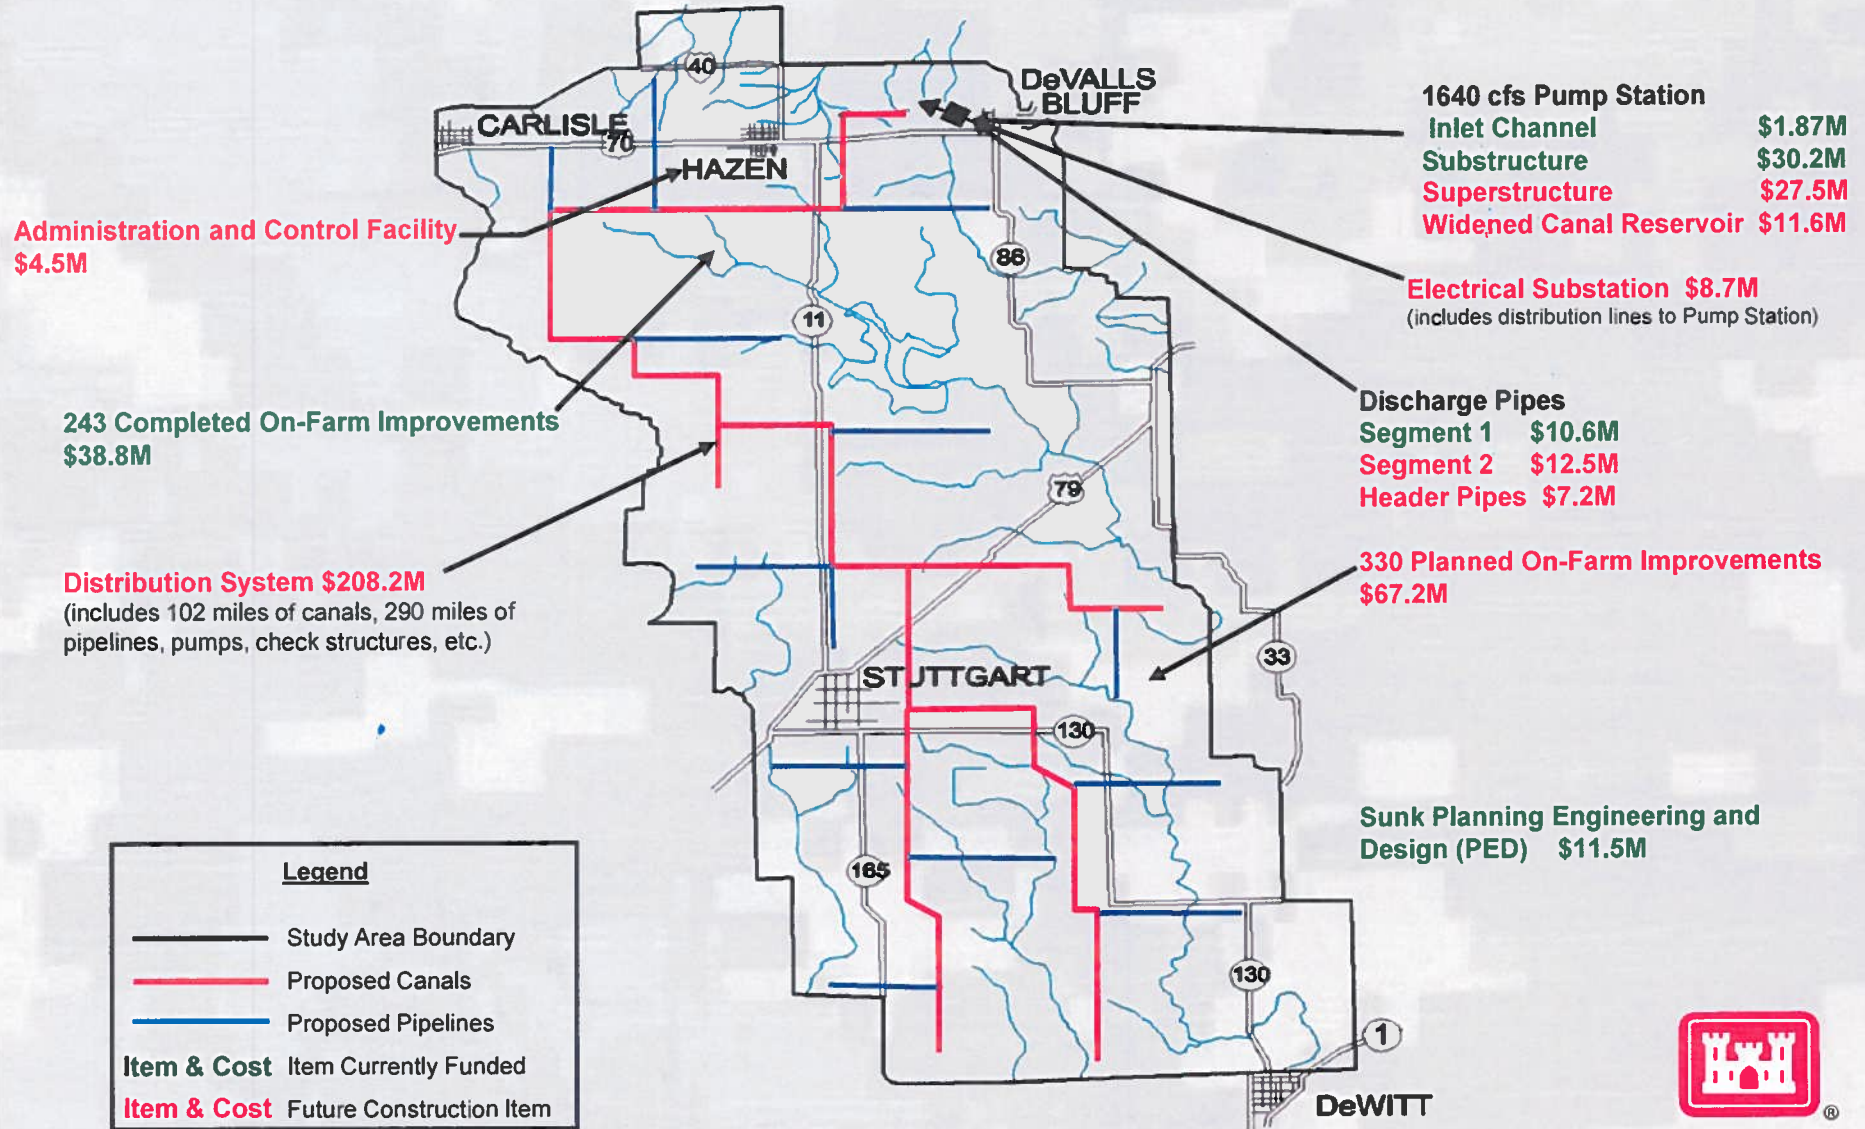 40
DeVALLS
BLUFF
CARLISLE
70
HAZEN
1640 cfs Pump Station
Inlet Channel $1.87M
Substructure $30.2M
Superstructure $27.5M
Widened Canal Reservoir $11.6M
Administration and Control Facility
$4.5M
86
Electrical Substation $8.7M
(includes distribution lines to Pump Station)
11
Discharge Pipes
Segment 1 $10.6M
Segment 2 $12.5M
Header Pipes $7.2M
243 Completed On-Farm Improvements
$38.8M
79
330 Planned On-Farm Improvements
$67.2M
Distribution System $208.2M
(includes 102 miles of canals, 290 miles of
pipelines, pumps, check structures, etc.)
33
STUTTGART
130
Sunk Planning Engineering and
Design (PED) $11.5M
165
Legend
Study Area Boundary
Proposed Canals
Proposed Pipelines
Item & Cost Item Currently Funded
Item & Cost Future Construction Item
130
1
DeWITT
®